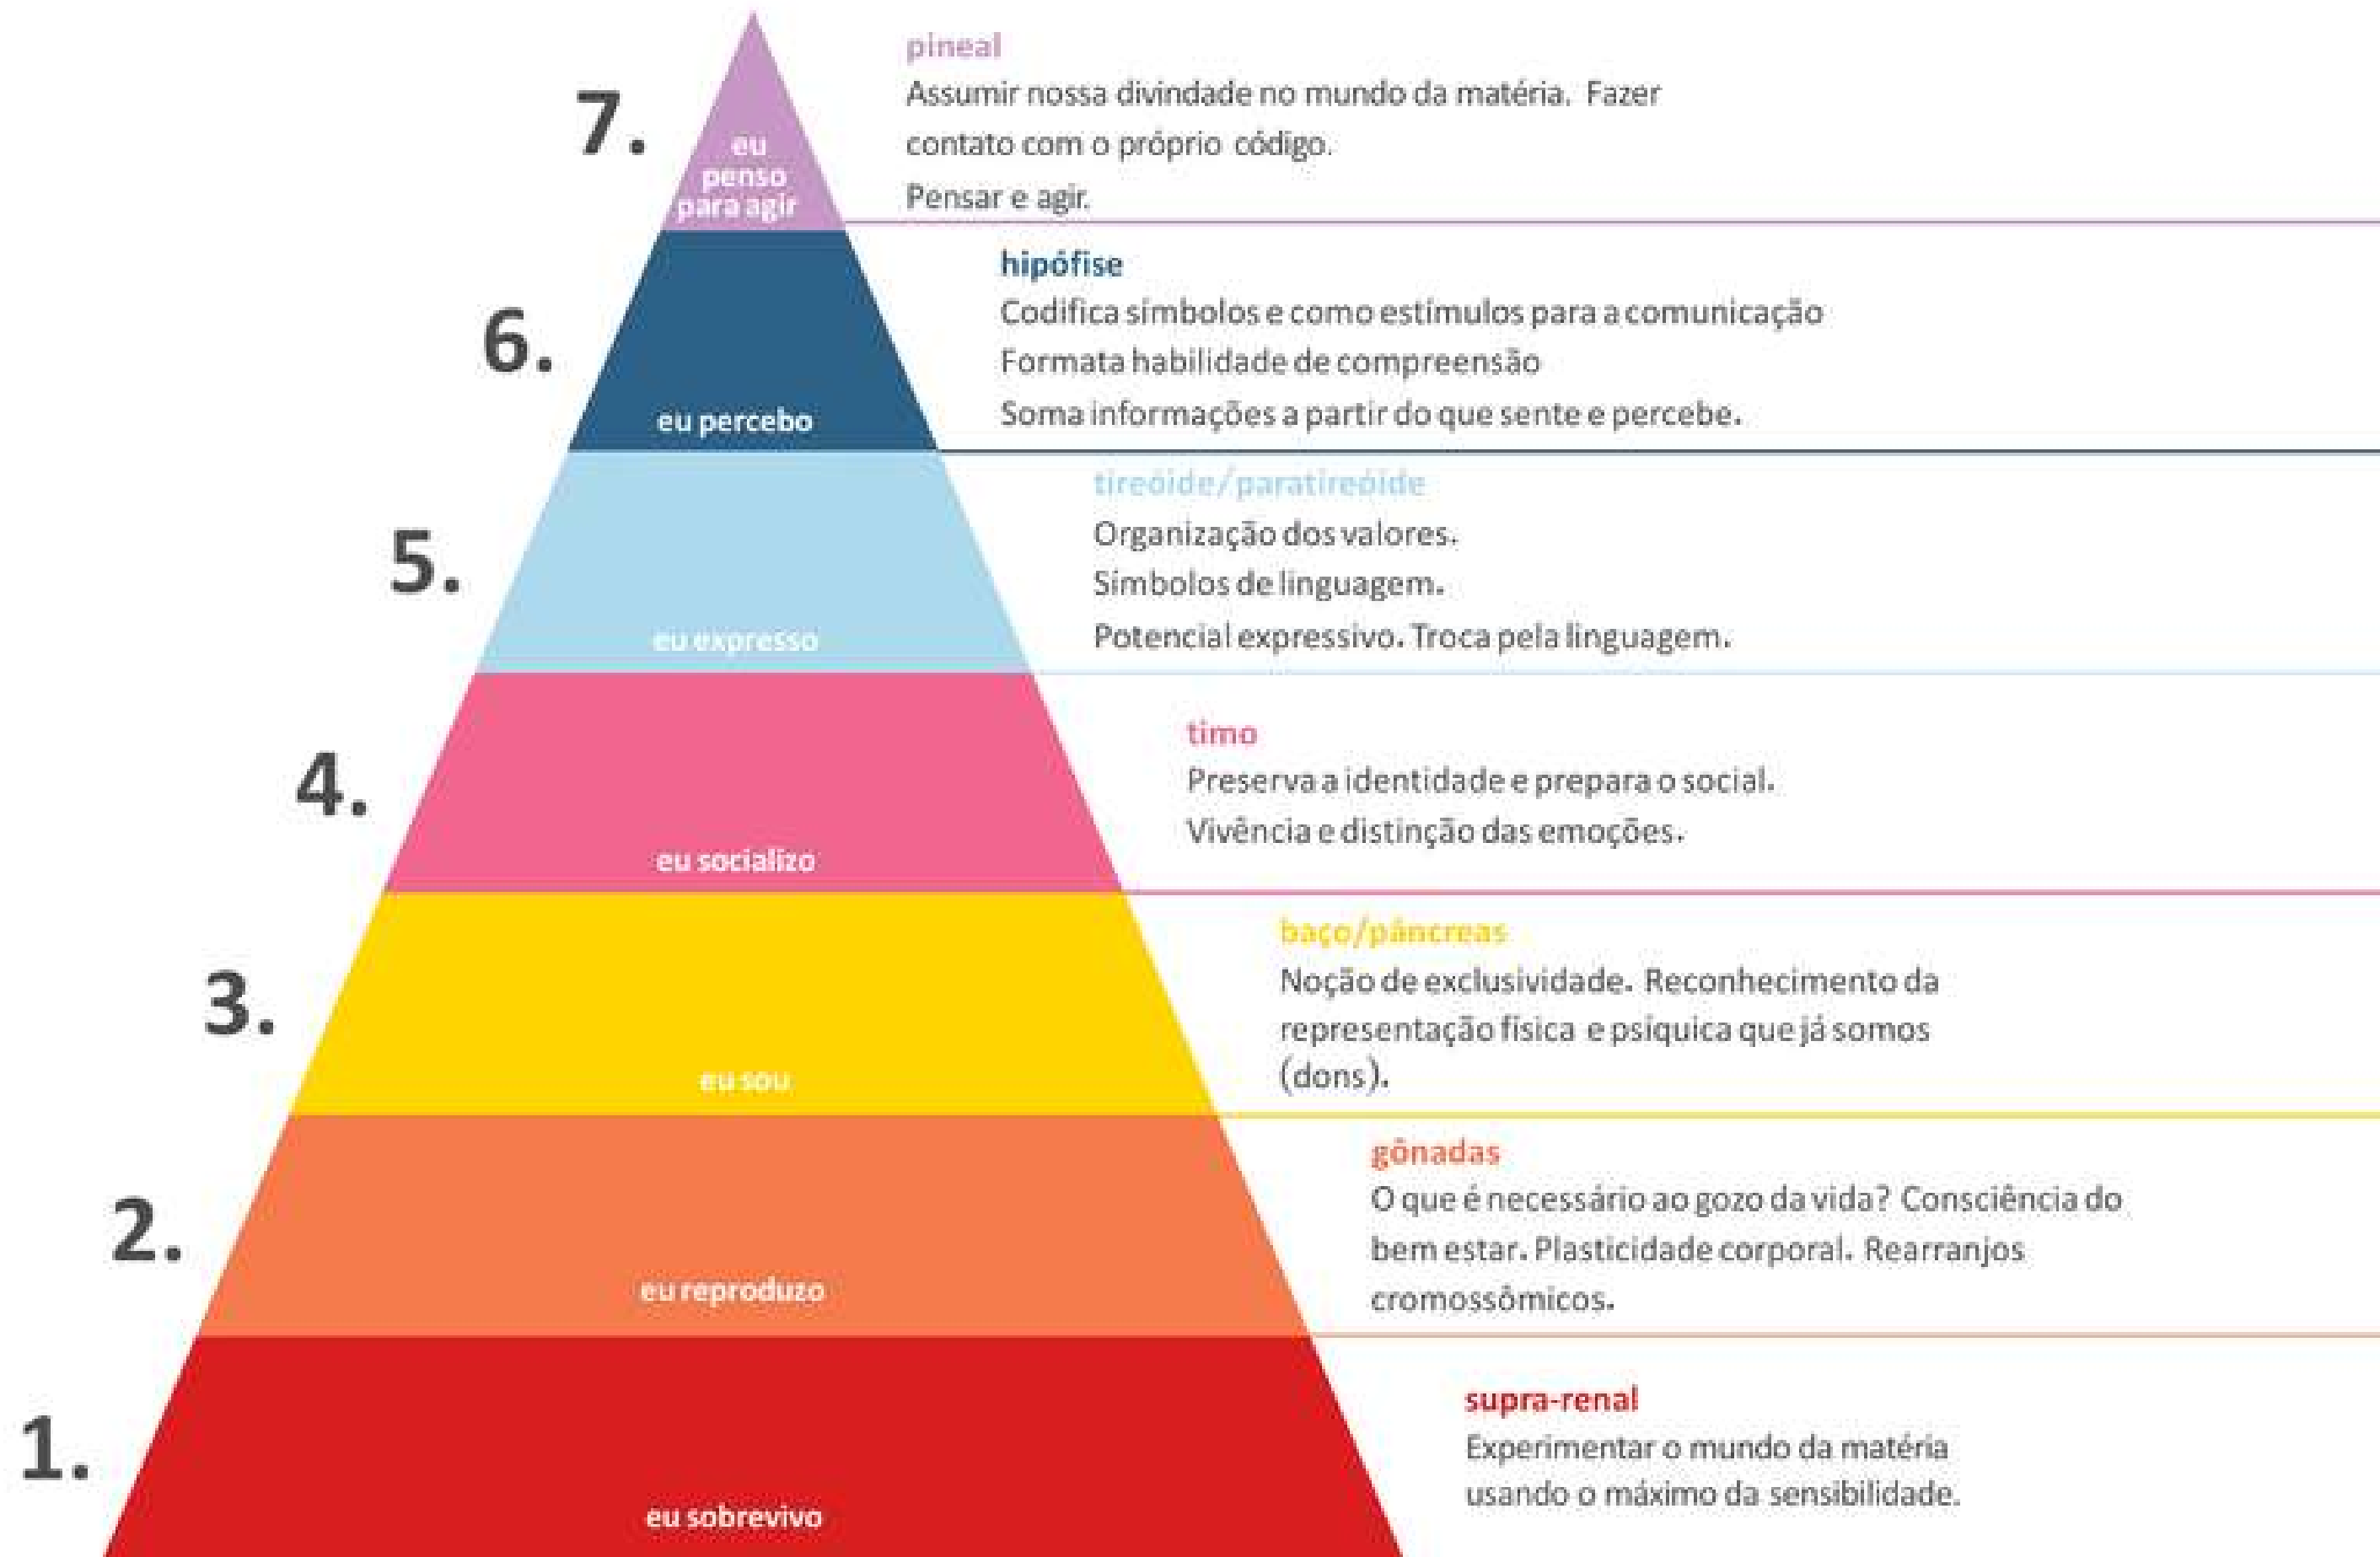 7.
eu
penso
para agir
pineal
Assumir nossa divindade no mundo da matéria. Fazer
contato com o próprio código.
Pensar e agir.
6.
eu percebo
hipófise
Codifica símbolos e como estímulos para a comunicação
Formata habilidade de compreensão
Soma informações a partir do que sente e percebe.
5.
eu expresso
tireóide/paratireóide
Organização dos valores.
Símbolos de linguagem.
Potencial expressivo. Troca pela linguagem.
4.
eu socializo
timo
Preserva a identidade e prepara o social.
Vivência e distinção das emoções.
3.
eu sou
baço/pâncreas
Noção de exclusividade. Reconhecimento da
representação física e psíquica que já somos
(dons).
2.
eu reproduzo
gônadas
O que é necessário ao gozo da vida? Consciência do
bem estar. Plasticidade corporal. Rearranjos
cromossômicos.
1.
eu sobrevivo
supra-renal
Experimentar o mundo da matéria
usando o máximo da sensibilidade.